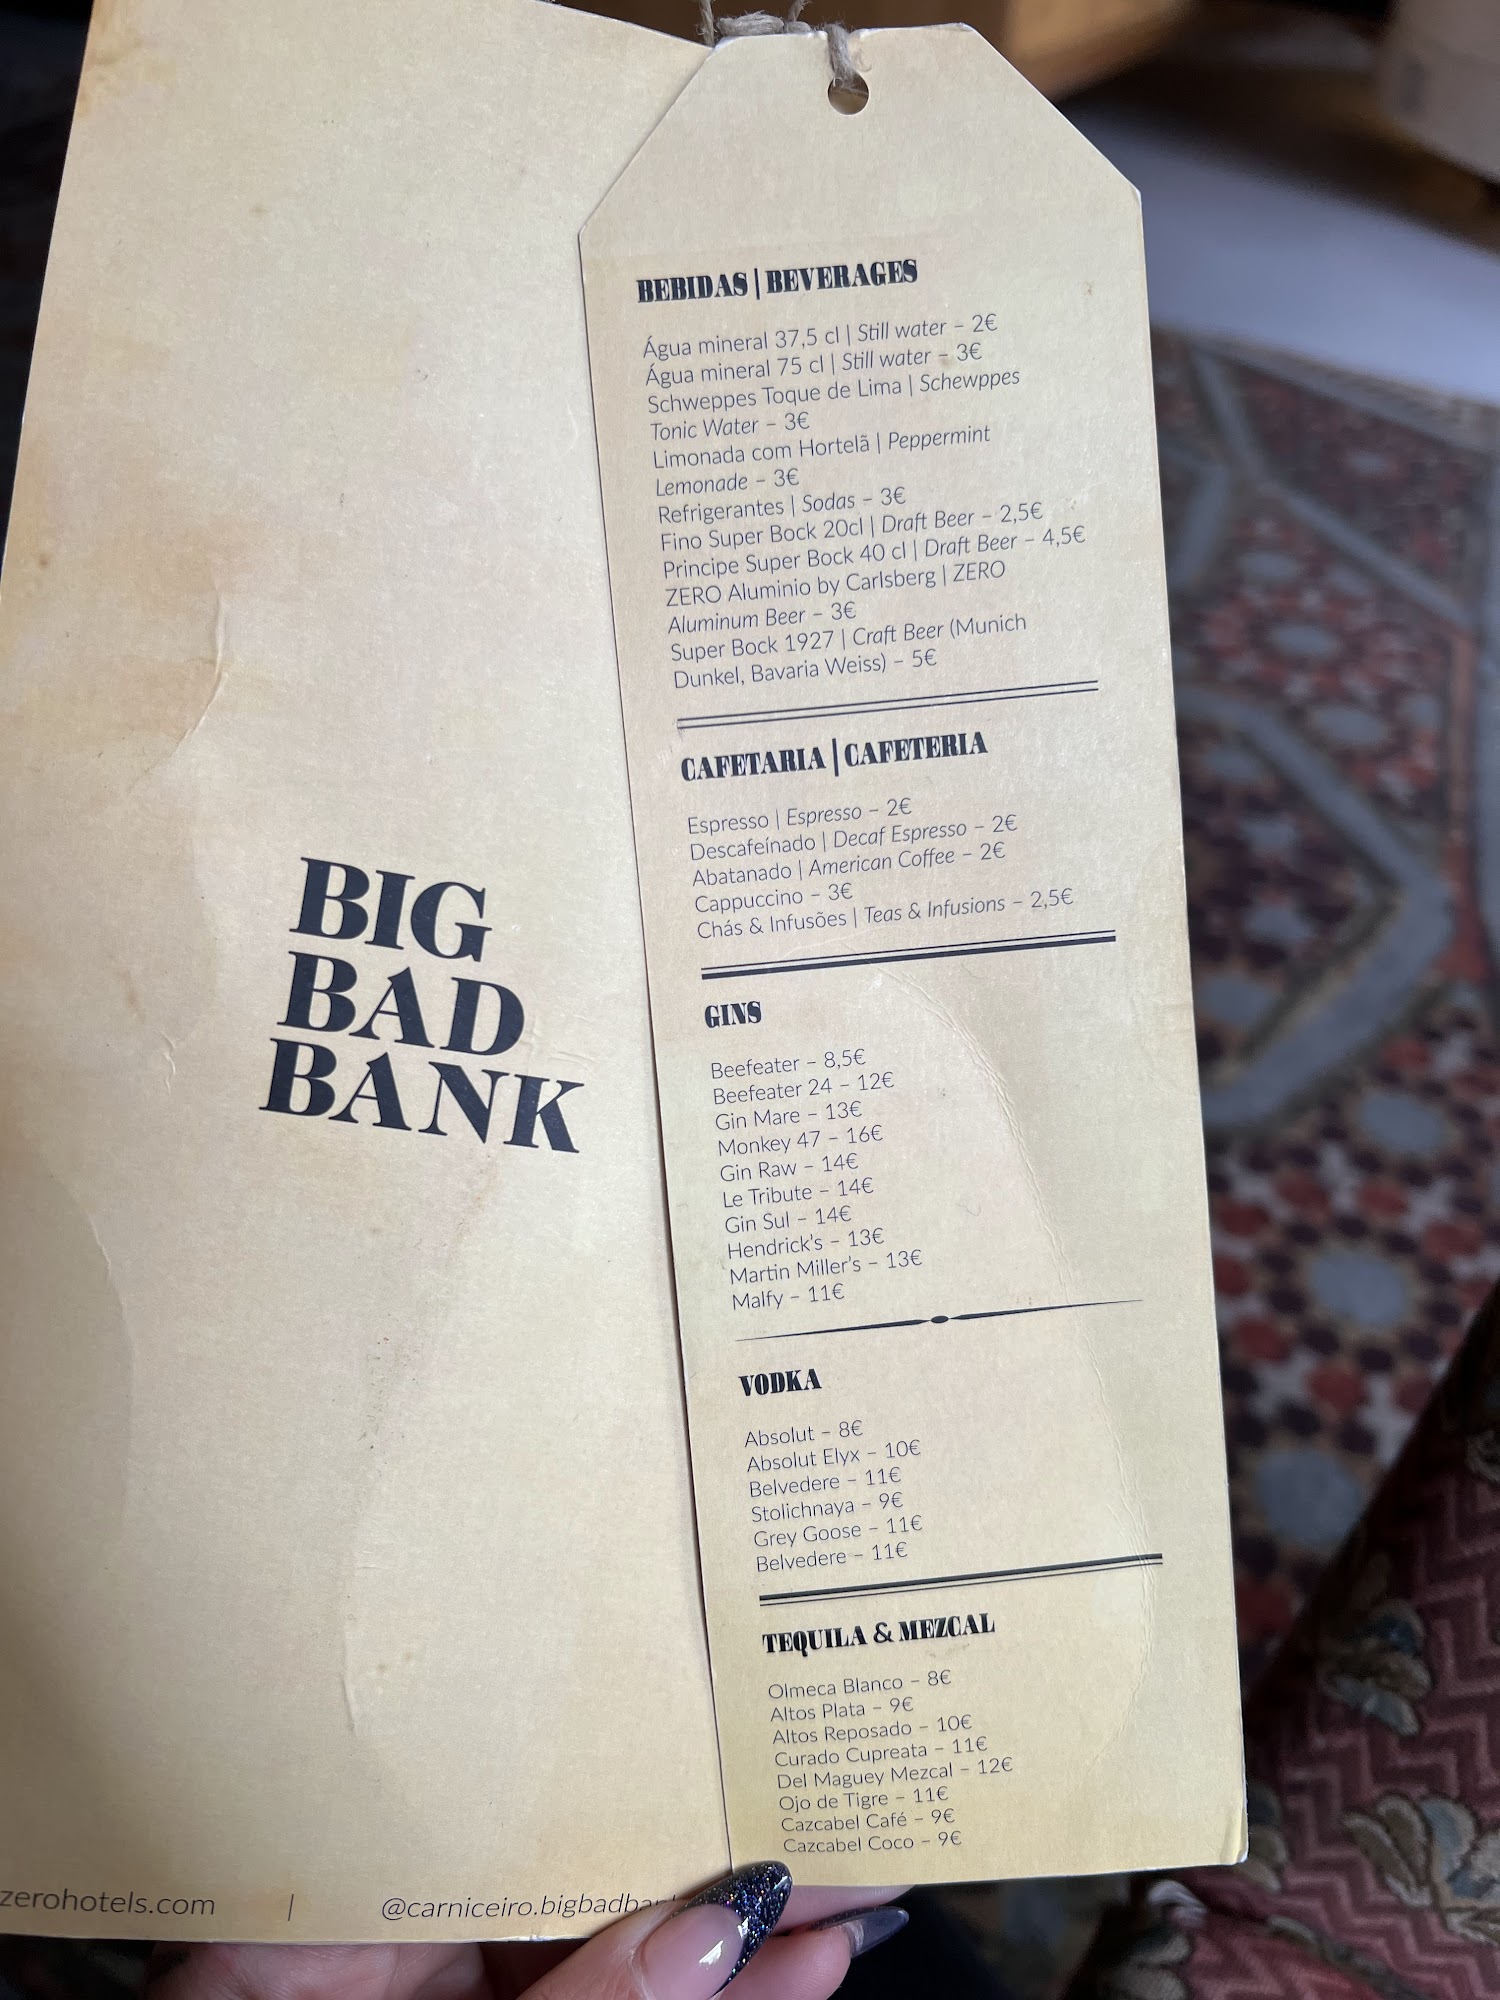 BIG
BAD
BANK
zerohotels.com | @carniceiro.bigbadban
BEBIDAS | BEVERAGES
Água mineral 37,5 cl | Still water – 2€
Água mineral 75 cl | Still water – 3€
Schweppes Toque de Lima | Schewppes
Tonic Water – 3€
Limonada com Hortelã | Peppermint
Lemonade – 3€
Refrigerantes | Sodas – 3€
Fino Super Bock 20cl | Draft Beer – 2,5€
Principe Super Bock 40 cl | Draft Beer – 4,5€
ZERO Aluminio by Carlsberg | ZERO
Aluminum Beer – 3€
Super Bock 1927 | Craft Beer (Munich
Dunkel, Bavaria Weiss) – 5€
CAFETARIA | CAFETERIA
Espresso | Espresso – 2€
Descafeínado | Decaf Espresso – 2€
Abatanado | American Coffee – 2€
Cappuccino – 3€
Chás & Infusões | Teas & Infusions – 2,5€
GINS
Beefeater – 8,5€
Beefeater 24 – 12€
Gin Mare – 13€
Monkey 47 – 16€
Gin Raw – 14€
Le Tribute – 14€
Gin Sul – 14€
Hendrick's – 13€
Martin Miller's – 13€
Malfy – 11€
VODKA
Absolut – 8€
Absolut Elyx – 10€
Belvedere – 11€
Stolichnaya – 9€
Grey Goose – 11€
Belvedere – 11€
TEQUILA & MEZCAL
Olmeca Blanco – 8€
Altos Plata – 9€
Altos Reposado – 10€
Curado Cupreata – 11€
Del Maguey Mezcal – 12€
Ojo de Tigre – 11€
Cazcabel Café – 9€
Cazcabel Coco – 9€